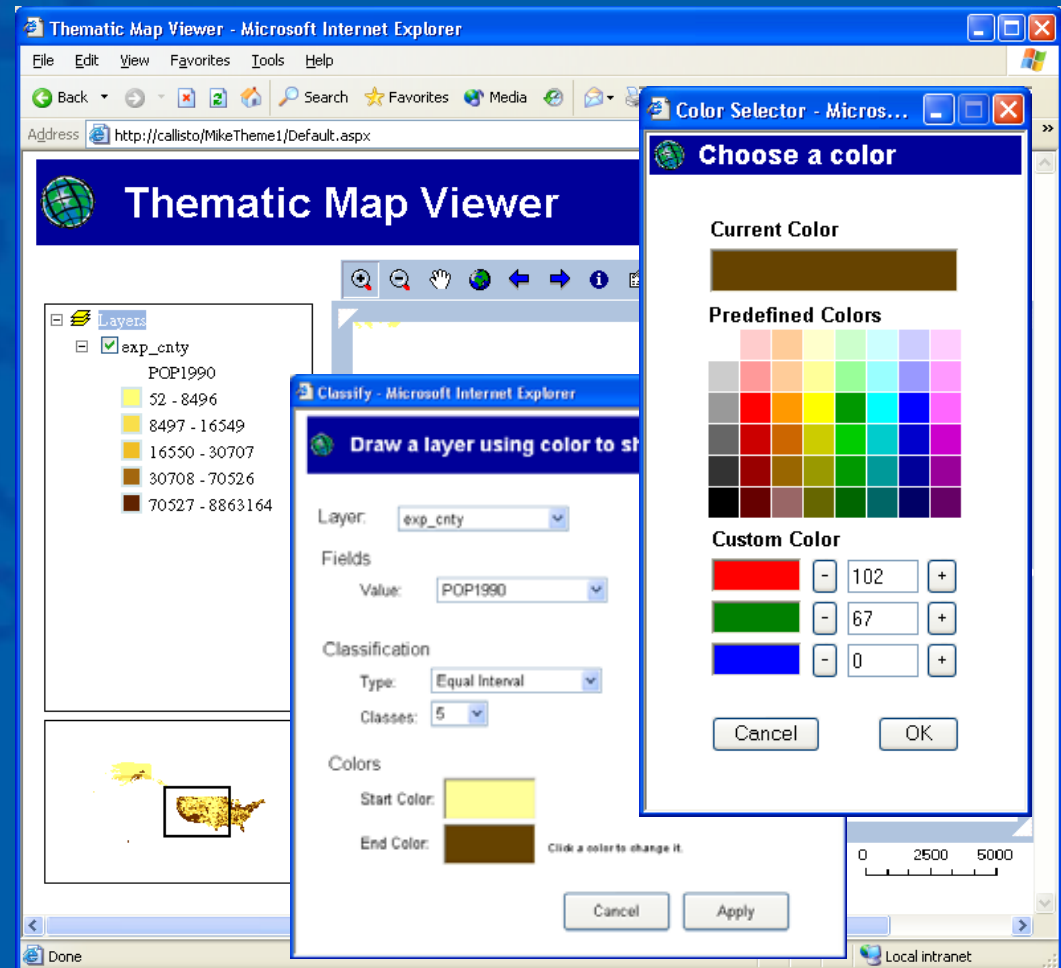 Thematic Map Viewer - Microsoft Internet Explorer
File Edit View Favorites Tools Help
Back Search Favorites Media
Address http://callisto/MikeTheme1/Default.aspx
Thematic Map Viewer
Layers
exp_cnty
POP1990
52 - 8496
8497 - 16549
16550 - 30707
30708 - 70526
70527 - 8863164
Classify - Microsoft Internet Explorer
Draw a layer using color to sh
Layer: exp_cnty
Fields
Value: POP1990
Classification
Type: Equal Interval
Classes: 5
Colors
Start Color:
End Color: Click a color to change it.
Cancel Apply
Color Selector - Micros...
Choose a color
Current Color
Predefined Colors
Custom Color
- 102 +
- 67 +
- 0 +
Cancel OK
0 2500 5000
Done Local intranet